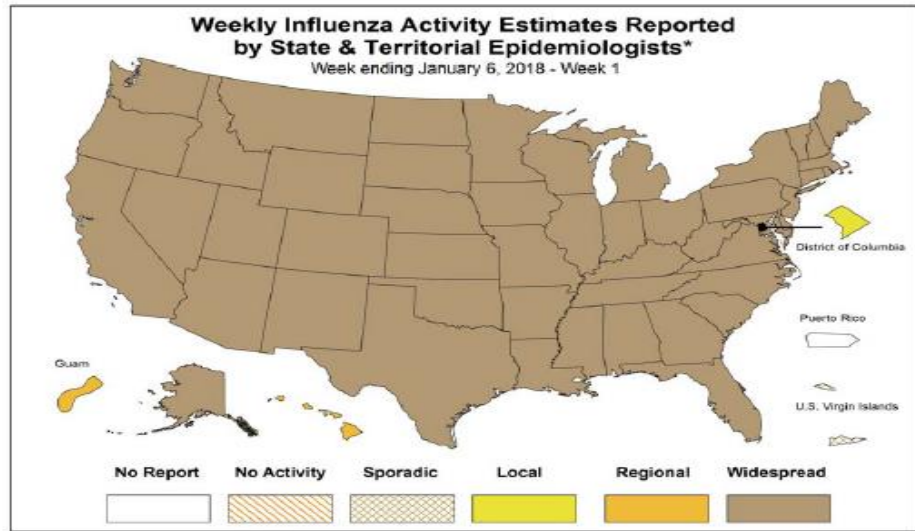 Weekly Influenza Activity Estimates Reported
by State & Territorial Epidemiologists*
Week ending January 6, 2018 - Week 1
District of Columbia
Puerto Rico
Guam
U.S. Virgin Islands
No Report No Activity Sporadic Local Regional Widespread